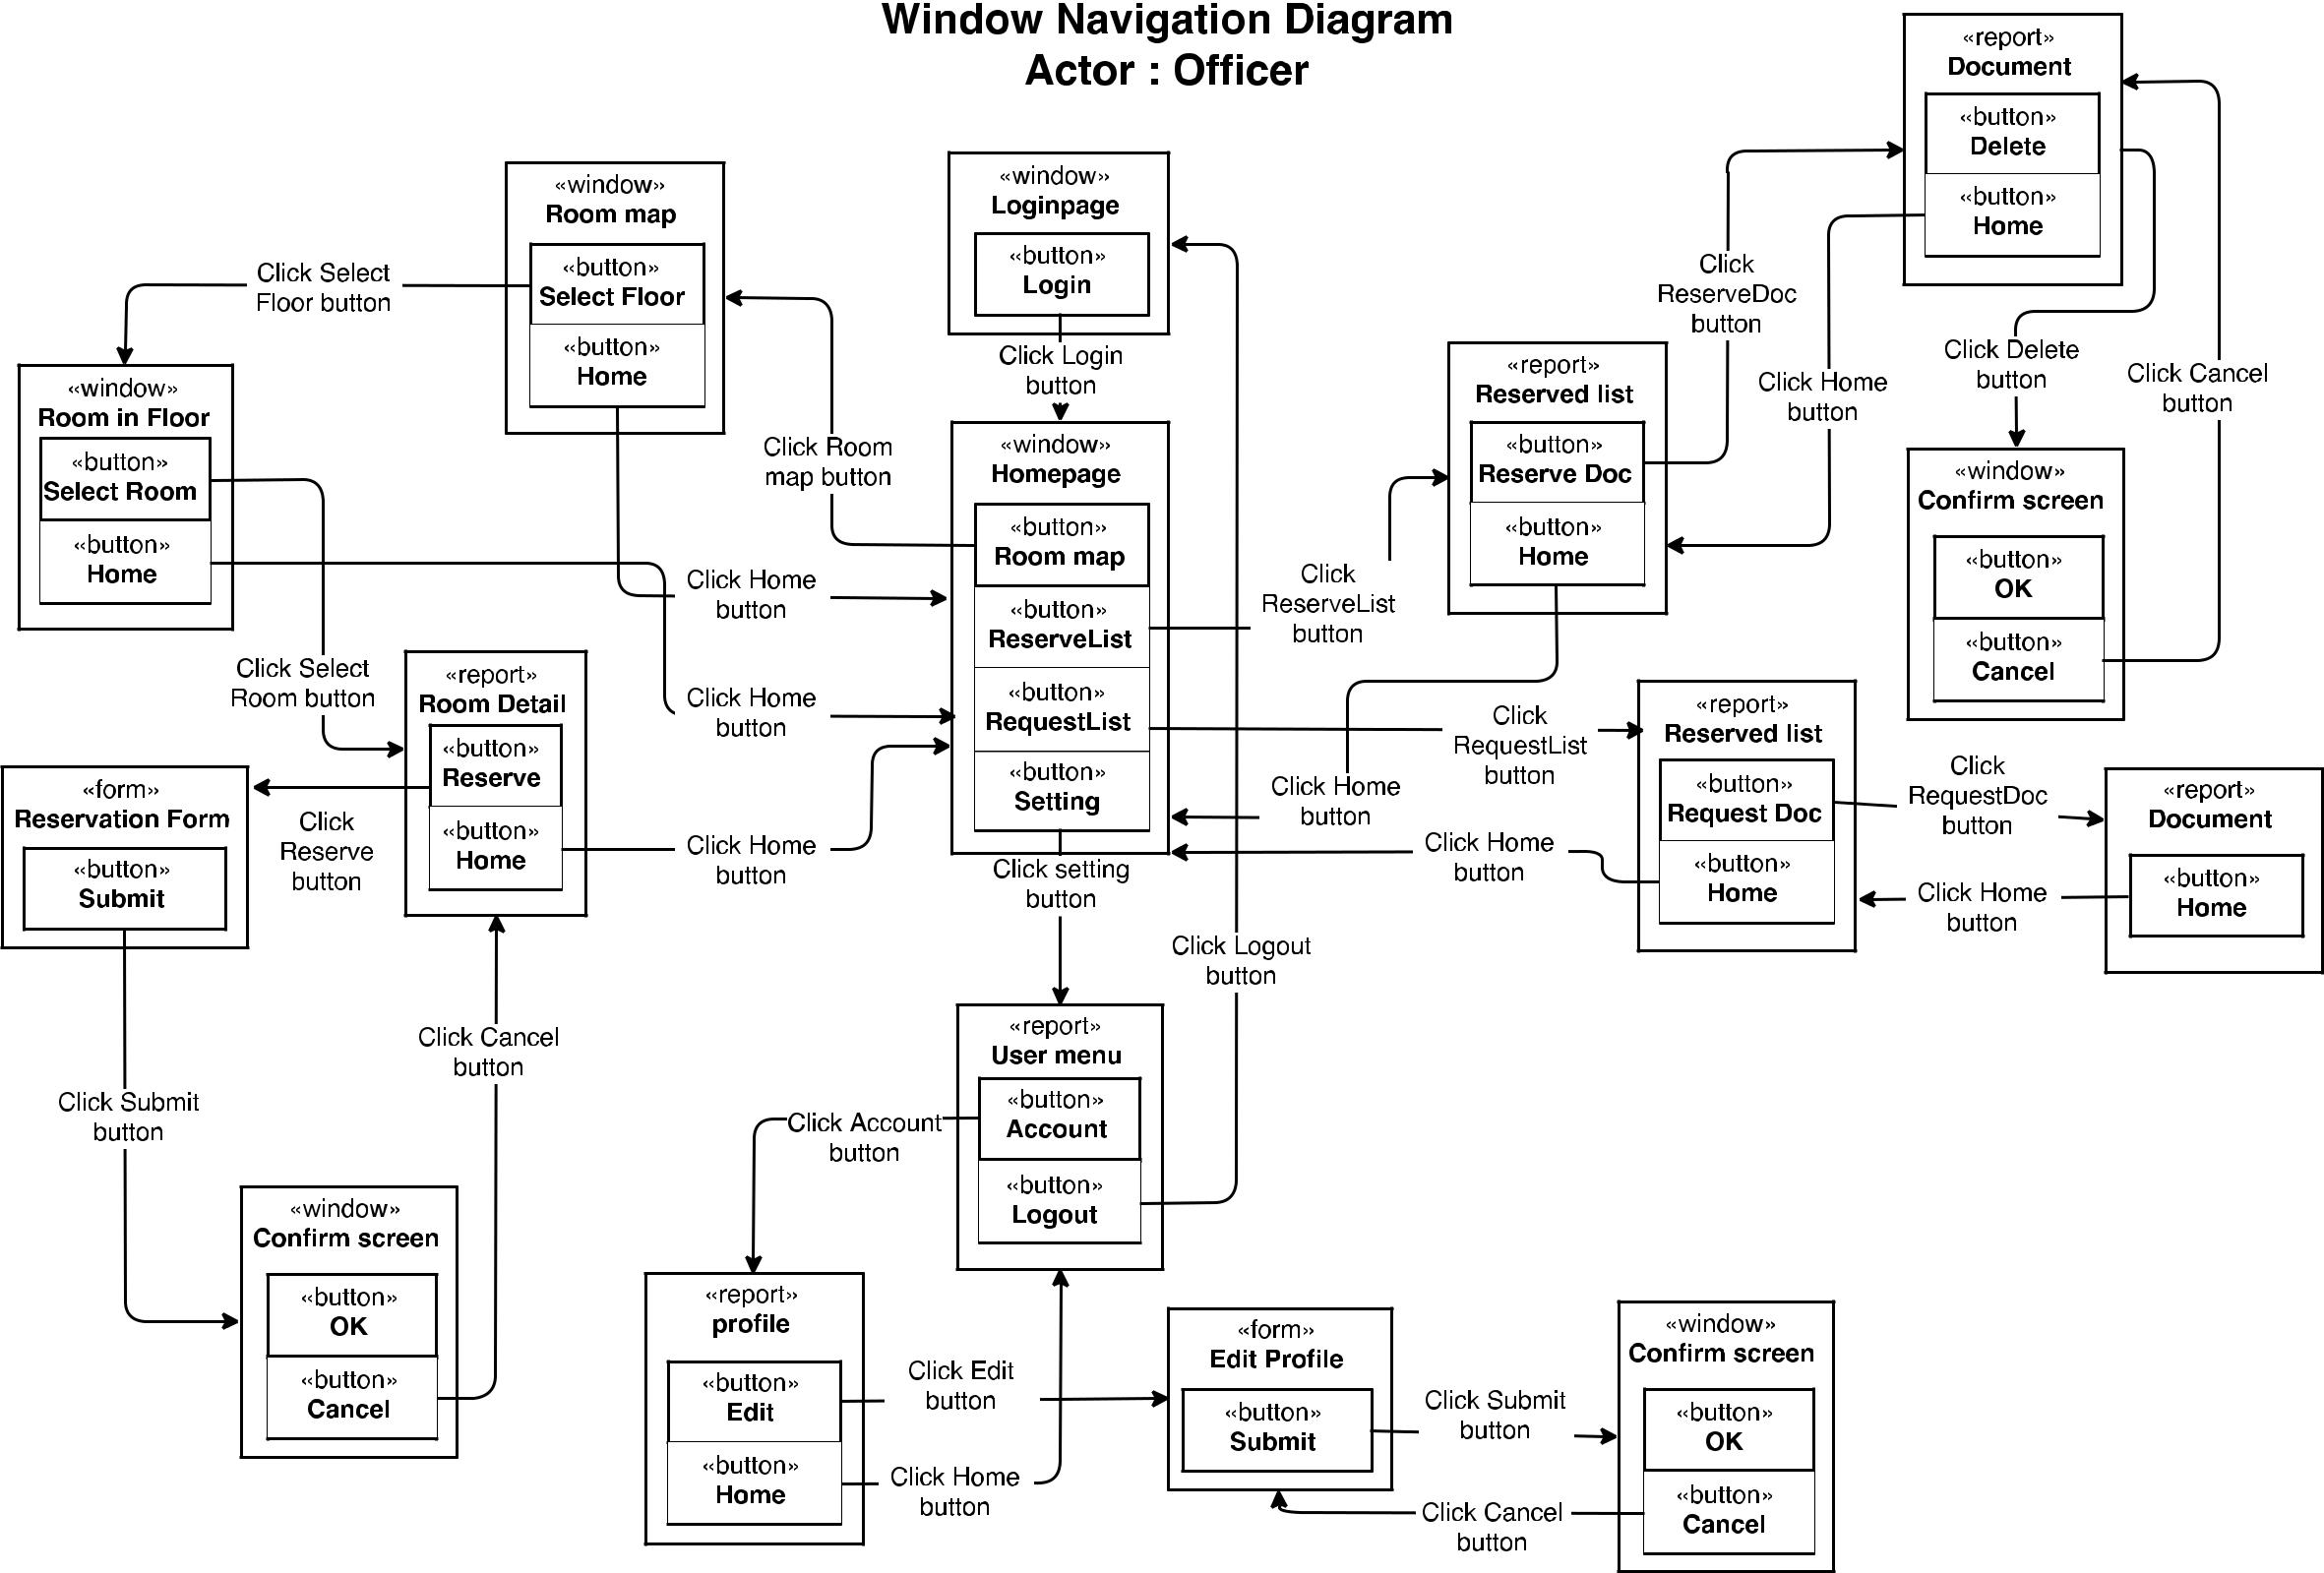 Window Navigation Diagram
Actor : Officer
«report»
Document
«button»
Delete
«button»
Home
«window»
Room map
«button»
Select Floor
«button»
Home
«window»
Loginpage
«button»
Login
Click Login
button
Click Select
Floor button
«window»
Room in Floor
«button»
Select Room
«button»
Home
Click Room
map button
«window»
Homepage
«button»
Room map
«button»
ReserveList
«button»
RequestList
«button»
Setting
Click
ReserveDoc
button
Click Home
button
Click Delete
button
Click Cancel
button
«report»
Reserved list
«button»
Reserve Doc
«button»
Home
«window»
Confirm screen
«button»
OK
«button»
Cancel
Click Home
button
Click
ReserveList
button
Click Select
Room button
«report»
Room Detail
«button»
Reserve
«button»
Home
Click Home
button
Click
RequestList
button
«report»
Reserved list
«button»
Request Doc
«button»
Home
Click
RequestDoc
button
«report»
Document
«button»
Home
«form»
Reservation Form
«button»
Submit
Click
Reserve
button
Click Home
button
Click Home
button
Click Home
button
Click Home
button
Click setting
button
Click Logout
button
Click Cancel
button
Click Submit
button
«report»
User menu
«button»
Account
«button»
Logout
Click Account
button
«window»
Confirm screen
«button»
OK
«button»
Cancel
«report»
profile
«button»
Edit
«button»
Home
Click Edit
button
Click Home
button
«form»
Edit Profile
«button»
Submit
Click Submit
button
Click Cancel
button
«window»
Confirm screen
«button»
OK
«button»
Cancel